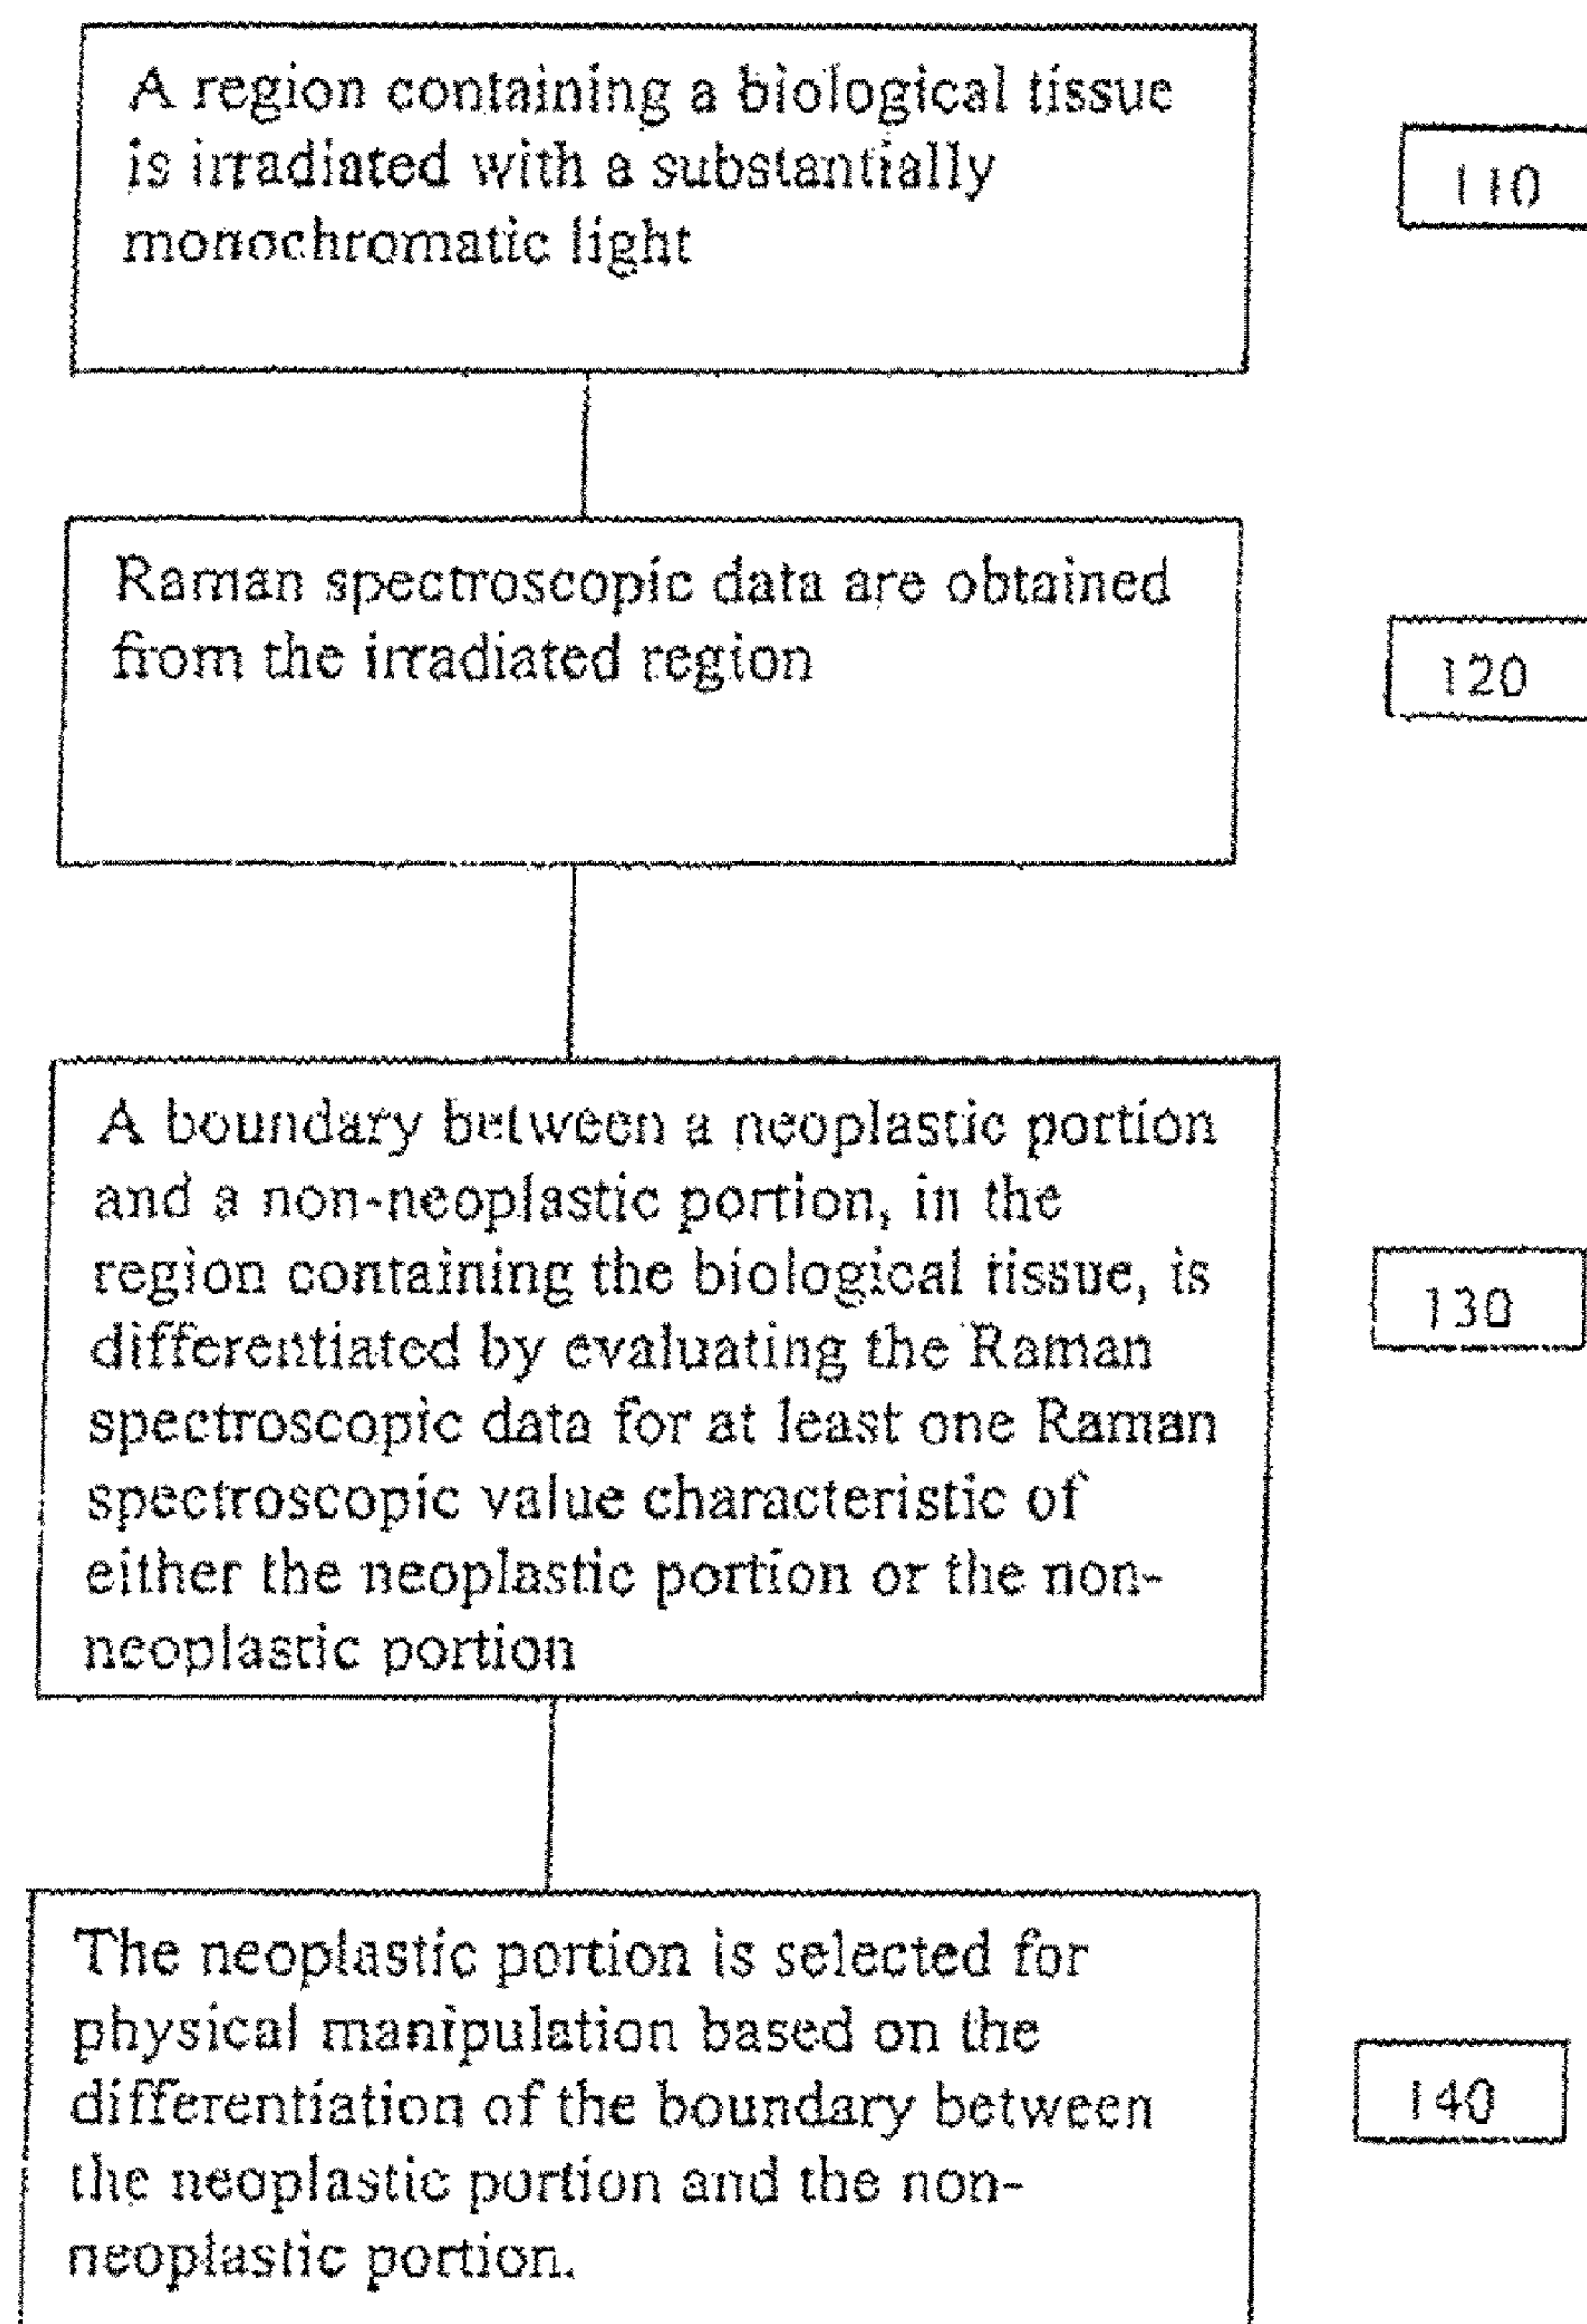 A region containing a biological tissue
is irradiated with a substantially
monochromatic light
110
Raman spectroscopic data are obtained
from the irradiated region
120
A boundary between a neoplastic portion
and a non-neoplastic portion, in the
region containing the biological tissue, is
differentiated by evaluating the Raman
spectroscopic data for at least one Raman
spectroscopic value characteristic of
either the neoplastic portion or the non-
neoplastic portion
130
The neoplastic portion is selected for
physical manipulation based on the
differentiation of the boundary between
the neoplastic portion and the non-
neoplastic portion.
140